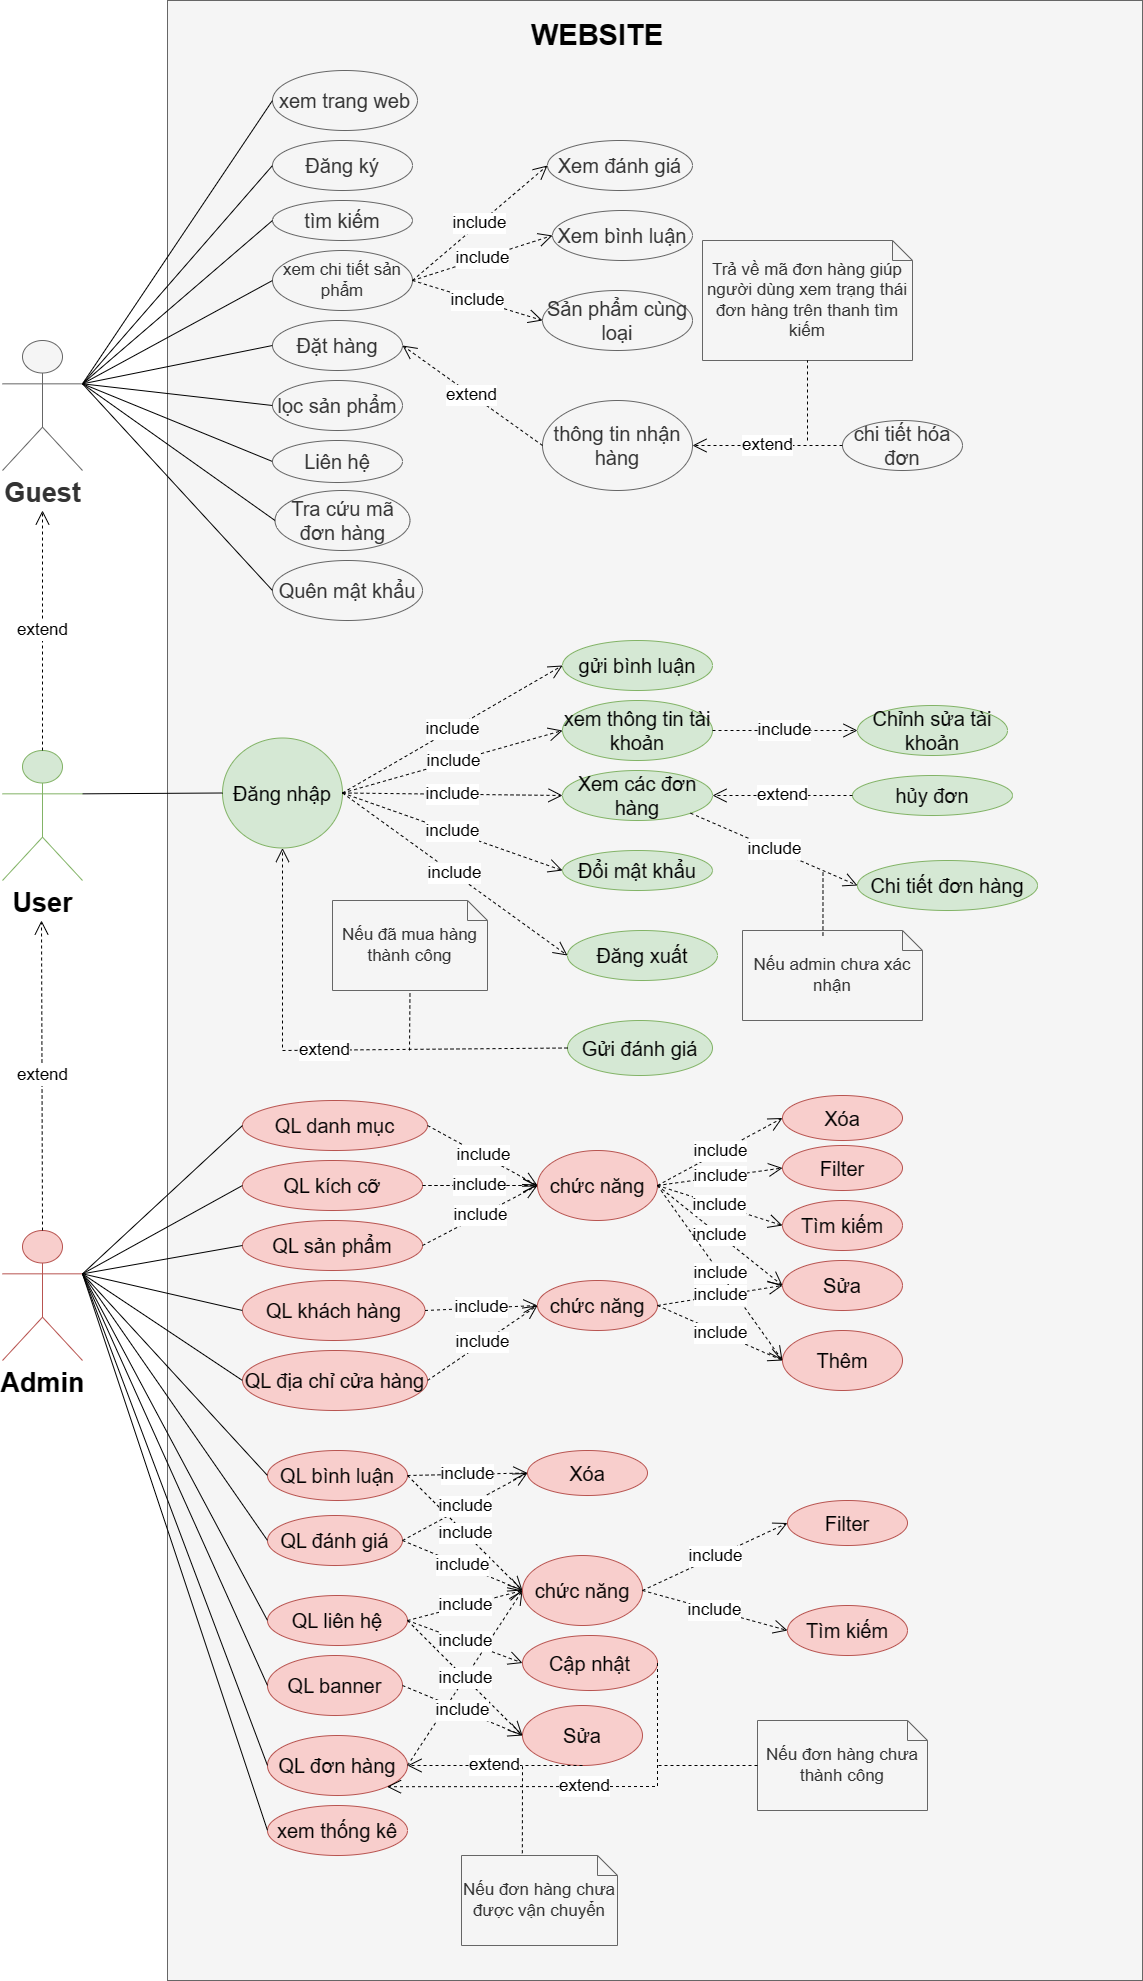 WEBSITE
xem trang web
Đăng ký
tìm kiếm
xem chi tiết sản
phẩm
Đặt hàng
lọc sản phẩm
Liên hệ
Tra cứu mã
đơn hàng
Quên mật khẩu
include
include
include
Xem đánh giá
Xem bình luận
Sản phẩm cùng
loại
Trả về mã đơn hàng giúp
người dùng xem trạng thái
đơn hàng trên thanh tìm
kiếm
extend
thông tin nhận
hàng
extend
chi tiết hóa
đơn
Guest
extend
User
Đăng nhập
include
include
include
include
include
gửi bình luận
xem thông tin tài
khoản
include
Chỉnh sửa tài
khoản
Xem các đơn
hàng
extend
hủy đơn
include
Đổi mật khẩu
Chi tiết đơn hàng
Nếu đã mua hàng
thành công
Đăng xuất
Nếu admin chưa xác
nhận
extend
Gửi đánh giá
extend
Admin
QL danh mục
QL kích cỡ
QL sản phẩm
QL khách hàng
QL địa chỉ cửa hàng
include
include
include
include
include
chức năng
chức năng
include
include
include
include
include
include
include
Xóa
Filter
Tìm kiếm
Sửa
Thêm
QL bình luận
QL đánh giá
QL liên hệ
QL banner
QL đơn hàng
xem thống kê
include
include
include
include
include
include
include
include
Xóa
chức năng
Cập nhật
Sửa
include
include
Filter
Tìm kiếm
extend
extend
Nếu đơn hàng chưa
thành công
Nếu đơn hàng chưa
được vận chuyển